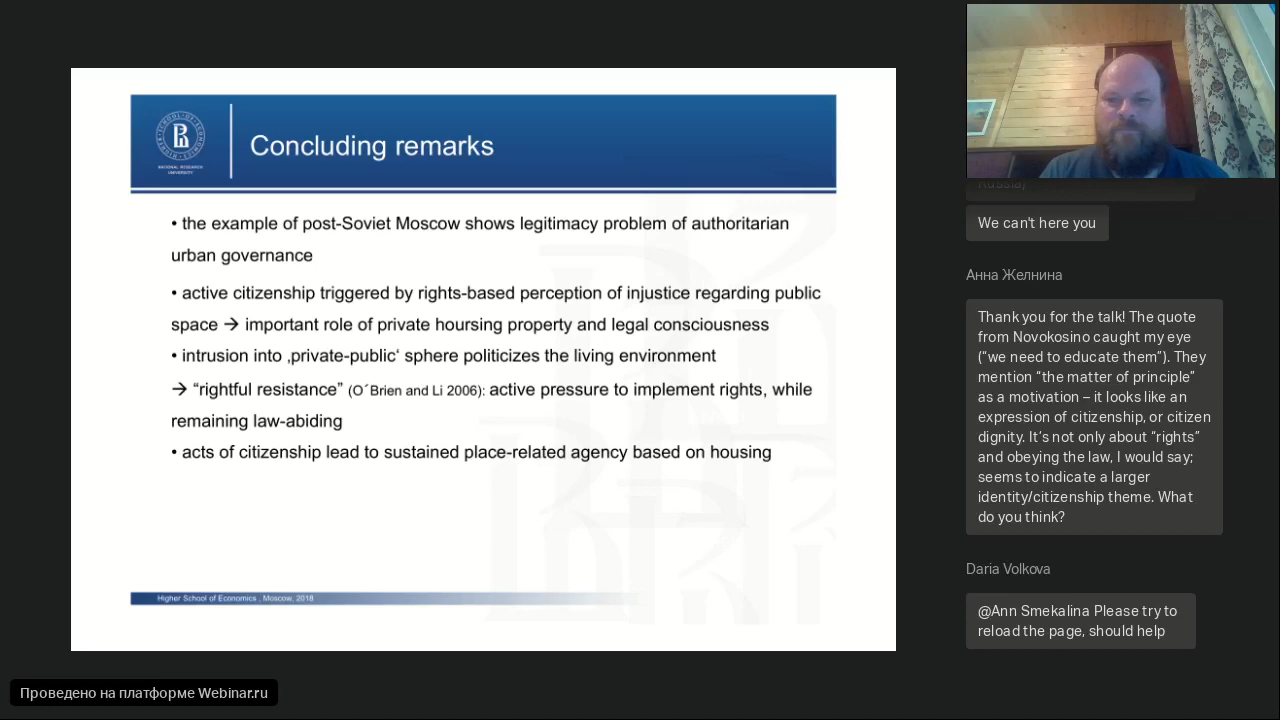 Concluding remarks
NATIONAL RESEARCH
UNIVERSITY
• the example of post-Soviet Moscow shows legitimacy problem of authoritarian
urban governance
• active citizenship triggered by rights-based perception of injustice regarding public
space → important role of private hoursing property and legal consciousness
• intrusion into ‚private-public‘ sphere politicizes the living environment
→ “rightful resistance” (O´Brien and Li 2006): active pressure to implement rights, while
remaining law-abiding
• acts of citizenship lead to sustained place-related agency based on housing
Higher School of Economics , Moscow, 2018
Russia)
We can't here you
Анна Желнина
Thank you for the talk! The quote
from Novokosino caught my eye
(“we need to educate them”). They
mention “the matter of principle”
as a motivation – it looks like an
expression of citizenship, or citizen
dignity. It’s not only about “rights”
and obeying the law, I would say;
seems to indicate a larger
identity/citizenship theme. What
do you think?
Daria Volkova
@Ann Smekalina Please try to
reload the page, should help
Проведено на платформе Webinar.ru